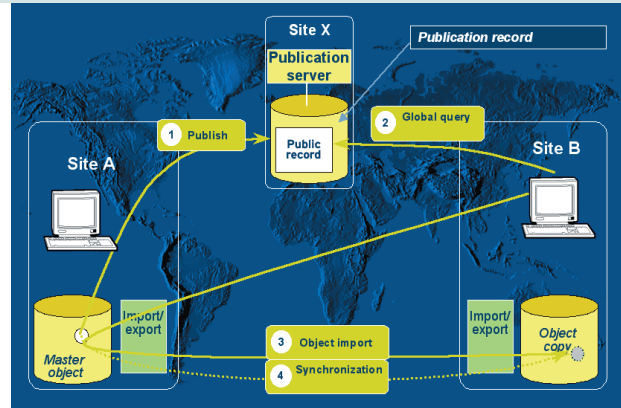 Site X
Publication record
Publication
server
2 Global query
1 Publish
Public
record
Site A
Site B
Import/
export
Import/
export
Master
object
Object
copy
3 Object import
4 Synchronization